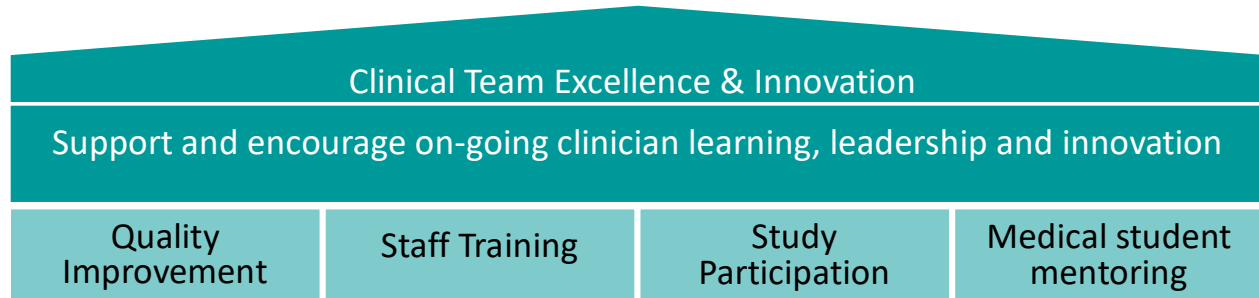 Clinical Team Excellence & Innovation
Support and encourage on-going clinician learning, leadership and innovation
Quality
Improvement
Staff Training
Study
Participation
Medical student
mentoring